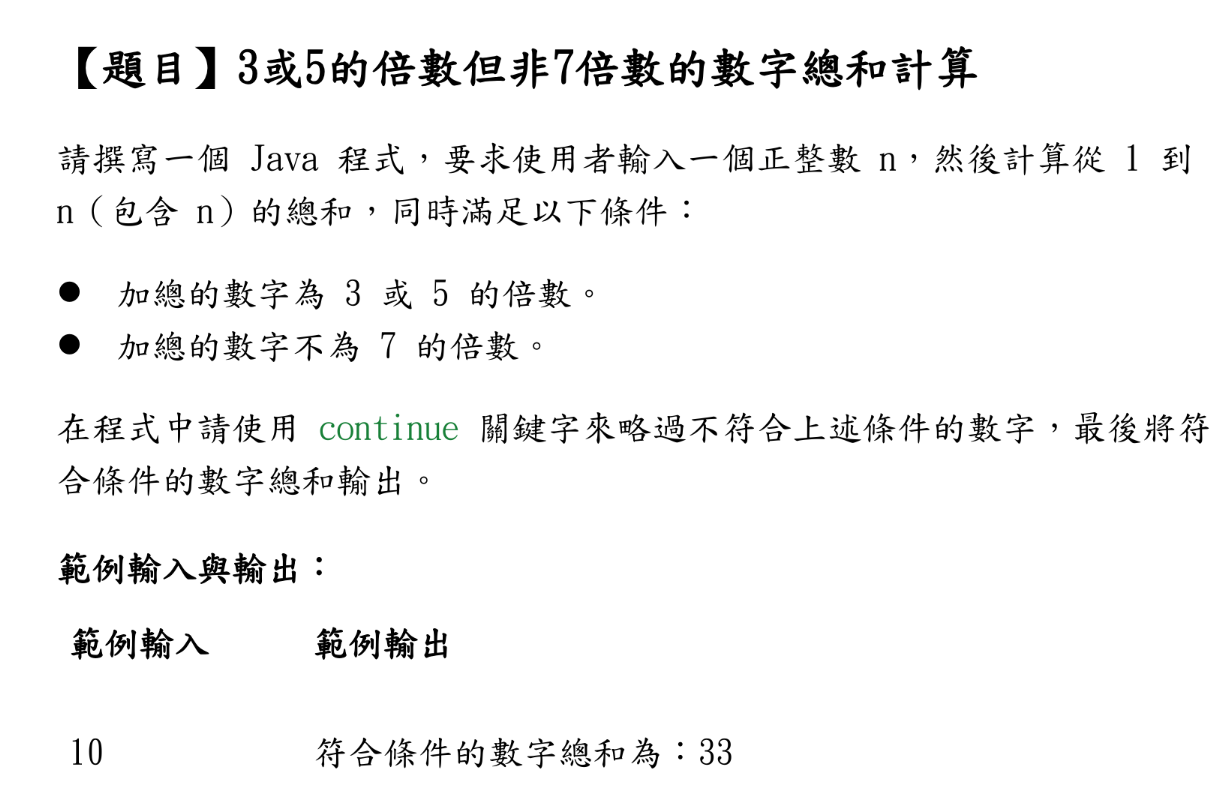 【題目】3或5的倍數但非7倍數的數字總和計算
請撰寫一個 Java 程式，要求使用者輸入一個正整數 n，然後計算從 1 到
n（包含 n）的總和，同時滿足以下條件：
● 加總的數字為 3 或 5 的倍數。
● 加總的數字不為 7 的倍數。
在程式中請使用 continue 關鍵字來略過不符合上述條件的數字，最後將符
合條件的數字總和輸出。
範例輸入與輸出：
範例輸入 範例輸出
10 符合條件的數字總和為：33